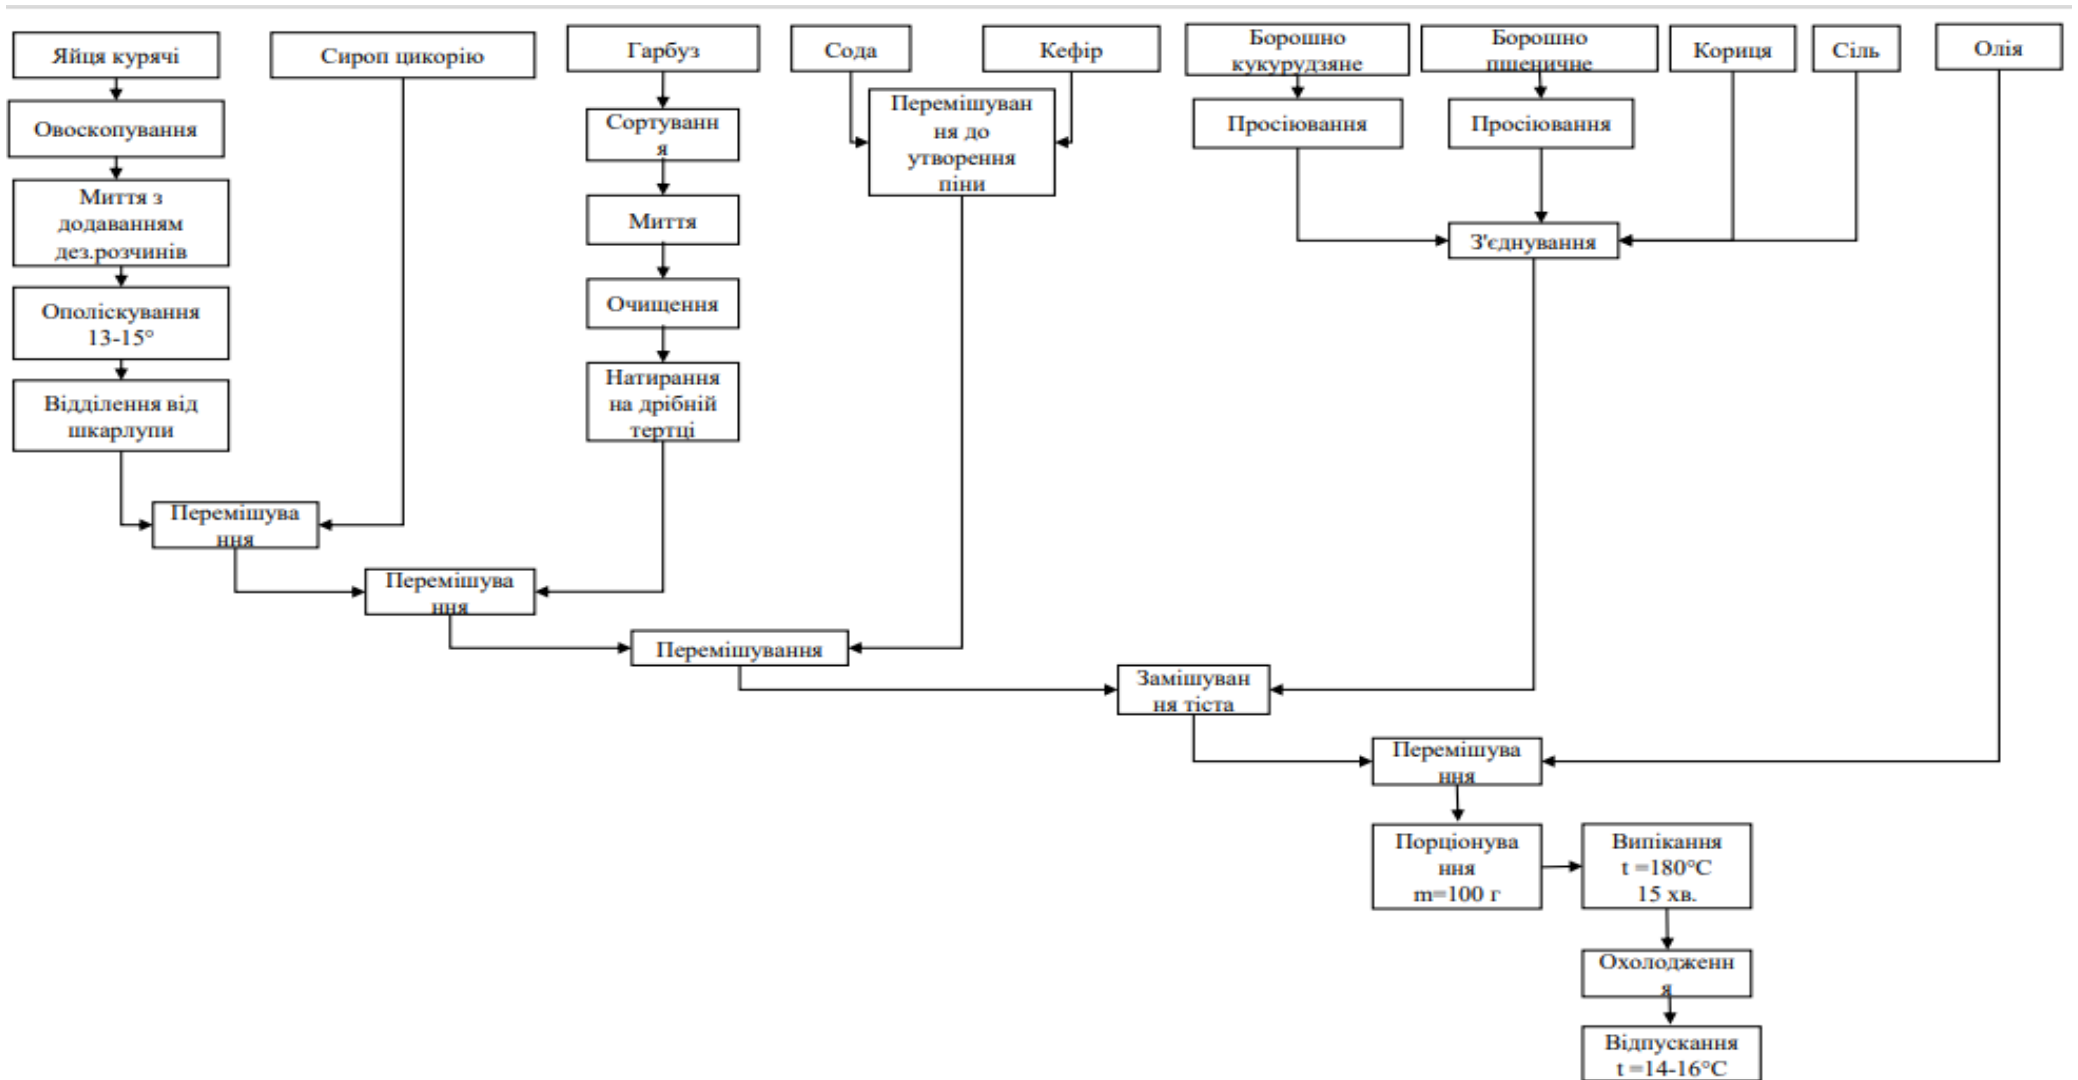 Яйця курячі
Сироп цикорію
Гарбуз
Сода
Кефір
Борошно
кукурудзяне
Борошно
пшеничне
Кориця
Сіль
Олія
Овоскопування
Сортуванн
я
Перемішуван
ня до
утворення
піни
Просіювання
Просіювання
Миття з
додаванням
дез.розчинів
Миття
З'єднування
Ополіскування
13-15°
Очищення
Відділення від
шкарлупи
Натирання
на дрібній
тертці
Перемішува
ння
Перемішува
ння
Перемішування
Замішуван
ня тіста
Перемішува
ння
Порціонува
ння
m=100 г
Випікання
t =180°C
15 хв.
Охолодженн
я
Відпускання
t =14-16°C